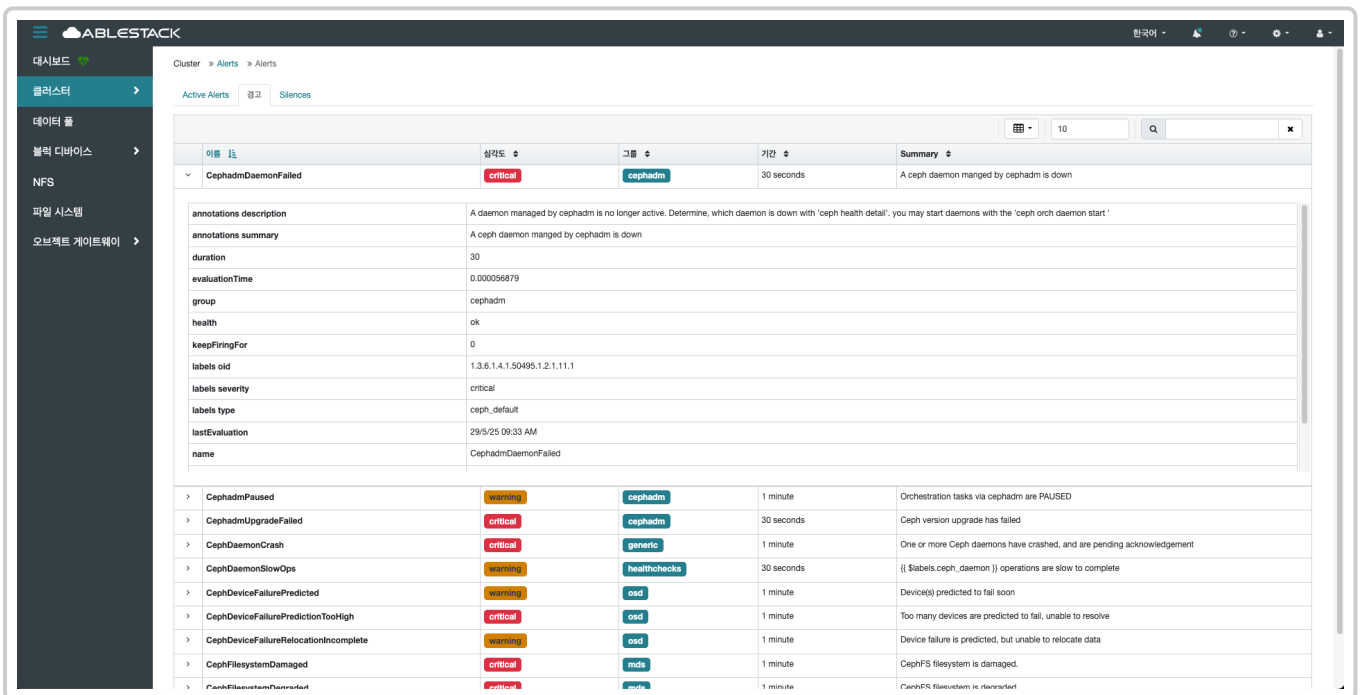 ABLESTACK 한국어
대시보드 Cluster » Alerts » Alerts
클러스터 Active Alerts 경고 Silences
데이터 풀 10
블럭 디바이스 이름 심각도 그룹 기간 Summary
CephadmDaemonFailed critical cephadm 30 seconds A ceph daemon manged by cephadm is down
NFS
파일 시스템 annotations description A daemon managed by cephadm is no longer active. Determine, which daemon is down with 'ceph health detail'. you may start daemons with the 'ceph orch daemon start '
오브젝트 게이트웨이 annotations summary A ceph daemon manged by cephadm is down
duration 30
evaluationTime 0.000056879
group cephadm
health ok
keepFiringFor 0
labels oid 1.3.6.1.4.1.50495.1.2.1.11.1
labels severity critical
labels type ceph_default
lastEvaluation 29/5/25 09:33 AM
name CephadmDaemonFailed
CephadmPaused warning cephadm 1 minute Orchestration tasks via cephadm are PAUSED
CephadmUpgradeFailed critical cephadm 30 seconds Ceph version upgrade has failed
CephDaemonCrash critical generic 1 minute One or more Ceph daemons have crashed, and are pending acknowledgement
CephDaemonSlowOps warning healthchecks 30 seconds {{ $labels.ceph_daemon }} operations are slow to complete
CephDeviceFailurePredicted warning osd 1 minute Device(s) predicted to fail soon
CephDeviceFailurePredictionTooHigh critical osd 1 minute Too many devices are predicted to fail, unable to resolve
CephDeviceFailureRelocationIncomplete warning osd 1 minute Device failure is predicted, but unable to relocate data
CephFilesystemDamaged critical mds 1 minute CephFS filesystem is damaged.
CephFilesystemDegraded critical mds 1 minute CephFS filesystem is degraded